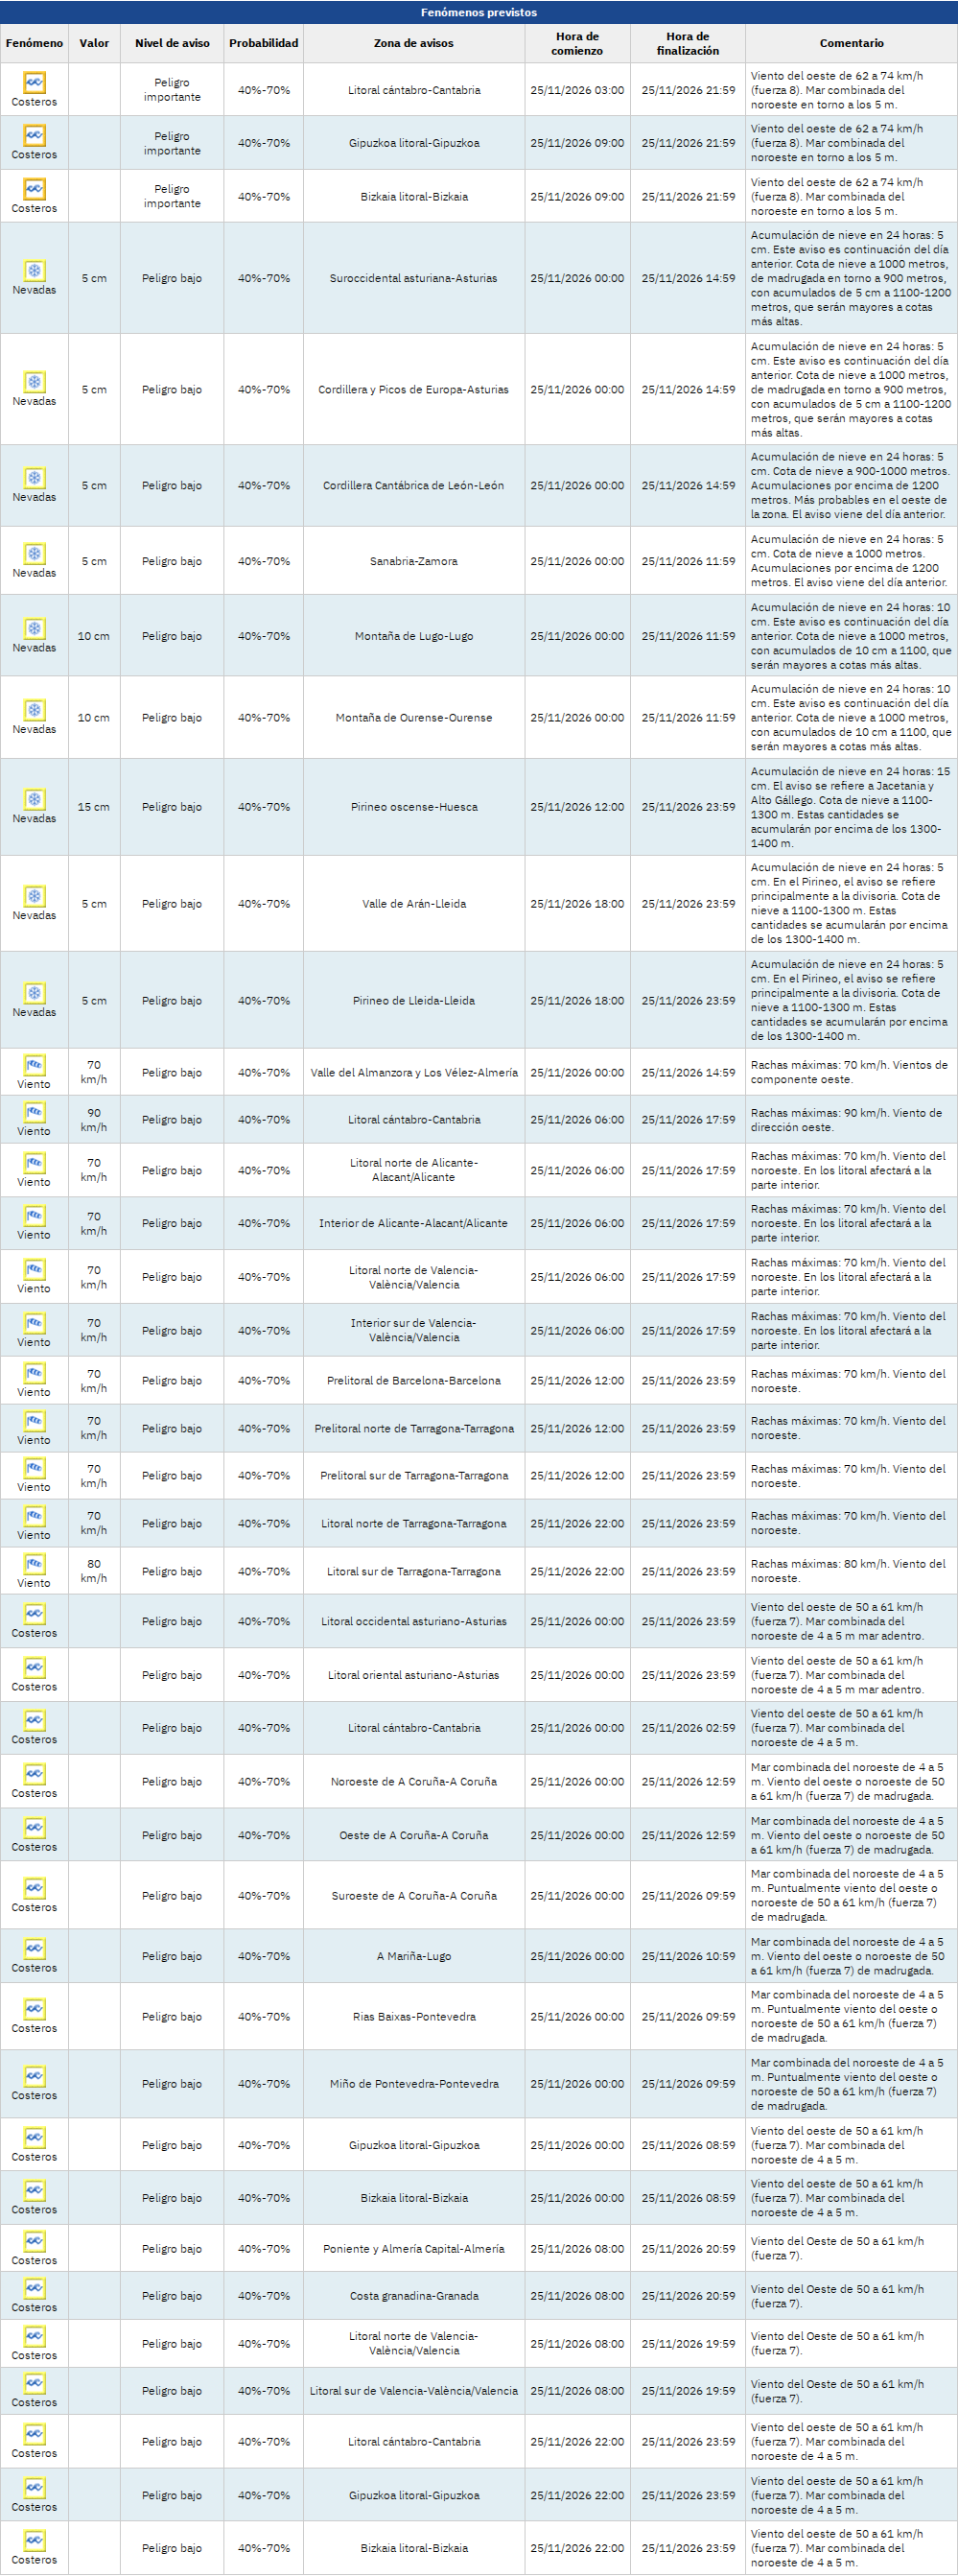 Fenómenos previstos
Fenómeno Valor Nivel de aviso Probabilidad Zona de avisos Hora de comienzo Hora de finalización Comentario
Costeros Peligro importante 40%-70% Litoral cántabro-Cantabria 25/11/2026 03:00 25/11/2026 21:59 Viento del oeste de 62 a 74 km/h (fuerza 8). Mar combinada del noroeste en torno a los 5 m.
Costeros Peligro importante 40%-70% Gipuzkoa litoral-Gipuzkoa 25/11/2026 09:00 25/11/2026 21:59 Viento del oeste de 62 a 74 km/h (fuerza 8). Mar combinada del noroeste en torno a los 5 m.
Costeros Peligro importante 40%-70% Bizkaia litoral-Bizkaia 25/11/2026 09:00 25/11/2026 21:59 Viento del oeste de 62 a 74 km/h (fuerza 8). Mar combinada del noroeste en torno a los 5 m.
Nevadas 5 cm Peligro bajo 40%-70% Suroccidental asturiana-Asturias 25/11/2026 00:00 25/11/2026 14:59 Acumulación de nieve en 24 horas: 5 cm. Este aviso es continuación del día anterior. Cota de nieve a 1000 metros, de madrugada en torno a 900 metros, con acumulados de 5 cm a 1100-1200 metros, que serán mayores a cotas más altas.
Nevadas 5 cm Peligro bajo 40%-70% Cordillera y Picos de Europa-Asturias 25/11/2026 00:00 25/11/2026 14:59 Acumulación de nieve en 24 horas: 5 cm. Este aviso es continuación del día anterior. Cota de nieve a 1000 metros, de madrugada en torno a 900 metros, con acumulados de 5 cm a 1100-1200 metros, que serán mayores a cotas más altas.
Nevadas 5 cm Peligro bajo 40%-70% Cordillera Cantábrica de León-León 25/11/2026 00:00 25/11/2026 14:59 Acumulación de nieve en 24 horas: 5 cm. Cota de nieve a 900-1000 metros. Acumulaciones por encima de 1200 metros. Más probables en el oeste de la zona. El aviso viene del día anterior.
Nevadas 5 cm Peligro bajo 40%-70% Sanabria-Zamora 25/11/2026 00:00 25/11/2026 11:59 Acumulación de nieve en 24 horas: 5 cm. Cota de nieve a 1000 metros. Acumulaciones por encima de 1200 metros. El aviso viene del día anterior.
Nevadas 10 cm Peligro bajo 40%-70% Montaña de Lugo-Lugo 25/11/2026 00:00 25/11/2026 11:59 Acumulación de nieve en 24 horas: 10 cm. Este aviso es continuación del día anterior. Cota de nieve a 1000 metros, con acumulados de 10 cm a 1100, que serán mayores a cotas más altas.
Nevadas 10 cm Peligro bajo 40%-70% Montaña de Ourense-Ourense 25/11/2026 00:00 25/11/2026 11:59 Acumulación de nieve en 24 horas: 10 cm. Este aviso es continuación del día anterior. Cota de nieve a 1000 metros, con acumulados de 10 cm a 1100, que serán mayores a cotas más altas.
Nevadas 15 cm Peligro bajo 40%-70% Pirineo oscense-Huesca 25/11/2026 12:00 25/11/2026 23:59 Acumulación de nieve en 24 horas: 15 cm. El aviso se refiere a Jacetania y Alto Gállego. Cota de nieve a 1100-1300 m. Estas cantidades se acumularán por encima de los 1300-1400 m.
Nevadas 5 cm Peligro bajo 40%-70% Valle de Arán-Lleida 25/11/2026 18:00 25/11/2026 23:59 Acumulación de nieve en 24 horas: 5 cm. En el Pirineo, el aviso se refiere principalmente a la divisoria. Cota de nieve a 1100-1300 m. Estas cantidades se acumularán por encima de los 1300-1400 m.
Nevadas 5 cm Peligro bajo 40%-70% Pirineo de Lleida-Lleida 25/11/2026 18:00 25/11/2026 23:59 Acumulación de nieve en 24 horas: 5 cm. En el Pirineo, el aviso se refiere principalmente a la divisoria. Cota de nieve a 1100-1300 m. Estas cantidades se acumularán por encima de los 1300-1400 m.
Viento 70 km/h Peligro bajo 40%-70% Valle del Almanzora y Los Vélez-Almería 25/11/2026 00:00 25/11/2026 14:59 Rachas máximas: 70 km/h. Vientos de componente oeste.
Viento 90 km/h Peligro bajo 40%-70% Litoral cántabro-Cantabria 25/11/2026 06:00 25/11/2026 17:59 Rachas máximas: 90 km/h. Viento de dirección oeste.
Viento 70 km/h Peligro bajo 40%-70% Litoral norte de Alicante-Alacant/Alicante 25/11/2026 06:00 25/11/2026 17:59 Rachas máximas: 70 km/h. Viento del noroeste. En los litoral afectará a la parte interior.
Viento 70 km/h Peligro bajo 40%-70% Interior de Alicante-Alacant/Alicante 25/11/2026 06:00 25/11/2026 17:59 Rachas máximas: 70 km/h. Viento del noroeste. En los litoral afectará a la parte interior.
Viento 70 km/h Peligro bajo 40%-70% Litoral norte de Valencia-València/Valencia 25/11/2026 06:00 25/11/2026 17:59 Rachas máximas: 70 km/h. Viento del noroeste. En los litoral afectará a la parte interior.
Viento 70 km/h Peligro bajo 40%-70% Interior sur de Valencia-València/Valencia 25/11/2026 06:00 25/11/2026 17:59 Rachas máximas: 70 km/h. Viento del noroeste. En los litoral afectará a la parte interior.
Viento 70 km/h Peligro bajo 40%-70% Prelitoral de Barcelona-Barcelona 25/11/2026 12:00 25/11/2026 23:59 Rachas máximas: 70 km/h. Viento del noroeste.
Viento 70 km/h Peligro bajo 40%-70% Prelitoral norte de Tarragona-Tarragona 25/11/2026 12:00 25/11/2026 23:59 Rachas máximas: 70 km/h. Viento del noroeste.
Viento 70 km/h Peligro bajo 40%-70% Prelitoral sur de Tarragona-Tarragona 25/11/2026 12:00 25/11/2026 23:59 Rachas máximas: 70 km/h. Viento del noroeste.
Viento 70 km/h Peligro bajo 40%-70% Litoral norte de Tarragona-Tarragona 25/11/2026 22:00 25/11/2026 23:59 Rachas máximas: 70 km/h. Viento del noroeste.
Viento 80 km/h Peligro bajo 40%-70% Litoral sur de Tarragona-Tarragona 25/11/2026 22:00 25/11/2026 23:59 Rachas máximas: 80 km/h. Viento del noroeste.
Costeros Peligro bajo 40%-70% Litoral occidental asturiano-Asturias 25/11/2026 00:00 25/11/2026 23:59 Viento del oeste de 50 a 61 km/h (fuerza 7). Mar combinada del noroeste de 4 a 5 m mar adentro.
Costeros Peligro bajo 40%-70% Litoral oriental asturiano-Asturias 25/11/2026 00:00 25/11/2026 23:59 Viento del oeste de 50 a 61 km/h (fuerza 7). Mar combinada del noroeste de 4 a 5 m mar adentro.
Costeros Peligro bajo 40%-70% Litoral cántabro-Cantabria 25/11/2026 00:00 25/11/2026 02:59 Viento del oeste de 50 a 61 km/h (fuerza 7). Mar combinada del noroeste de 4 a 5 m.
Costeros Peligro bajo 40%-70% Noroeste de A Coruña-A Coruña 25/11/2026 00:00 25/11/2026 12:59 Mar combinada del noroeste de 4 a 5 m. Viento del oeste o noroeste de 50 a 61 km/h (fuerza 7) de madrugada.
Costeros Peligro bajo 40%-70% Oeste de A Coruña-A Coruña 25/11/2026 00:00 25/11/2026 12:59 Mar combinada del noroeste de 4 a 5 m. Viento del oeste o noroeste de 50 a 61 km/h (fuerza 7) de madrugada.
Costeros Peligro bajo 40%-70% Suroeste de A Coruña-A Coruña 25/11/2026 00:00 25/11/2026 09:59 Mar combinada del noroeste de 4 a 5 m. Puntualmente viento del oeste o noroeste de 50 a 61 km/h (fuerza 7) de madrugada.
Costeros Peligro bajo 40%-70% A Mariña-Lugo 25/11/2026 00:00 25/11/2026 10:59 Mar combinada del noroeste de 4 a 5 m. Viento del oeste o noroeste de 50 a 61 km/h (fuerza 7) de madrugada.
Costeros Peligro bajo 40%-70% Rias Baixas-Pontevedra 25/11/2026 00:00 25/11/2026 09:59 Mar combinada del noroeste de 4 a 5 m. Puntualmente viento del oeste o noroeste de 50 a 61 km/h (fuerza 7) de madrugada.
Costeros Peligro bajo 40%-70% Miño de Pontevedra-Pontevedra 25/11/2026 00:00 25/11/2026 09:59 Mar combinada del noroeste de 4 a 5 m. Puntualmente viento del oeste o noroeste de 50 a 61 km/h (fuerza 7) de madrugada.
Costeros Peligro bajo 40%-70% Gipuzkoa litoral-Gipuzkoa 25/11/2026 00:00 25/11/2026 08:59 Viento del oeste de 50 a 61 km/h (fuerza 7). Mar combinada del noroeste de 4 a 5 m.
Costeros Peligro bajo 40%-70% Bizkaia litoral-Bizkaia 25/11/2026 00:00 25/11/2026 08:59 Viento del oeste de 50 a 61 km/h (fuerza 7). Mar combinada del noroeste de 4 a 5 m.
Costeros Peligro bajo 40%-70% Poniente y Almería Capital-Almería 25/11/2026 08:00 25/11/2026 20:59 Viento del Oeste de 50 a 61 km/h (fuerza 7).
Costeros Peligro bajo 40%-70% Costa granadina-Granada 25/11/2026 08:00 25/11/2026 20:59 Viento del Oeste de 50 a 61 km/h (fuerza 7).
Costeros Peligro bajo 40%-70% Litoral norte de Valencia-València/Valencia 25/11/2026 08:00 25/11/2026 19:59 Viento del Oeste de 50 a 61 km/h (fuerza 7).
Costeros Peligro bajo 40%-70% Litoral sur de Valencia-València/Valencia 25/11/2026 08:00 25/11/2026 19:59 Viento del Oeste de 50 a 61 km/h (fuerza 7).
Costeros Peligro bajo 40%-70% Litoral cántabro-Cantabria 25/11/2026 22:00 25/11/2026 23:59 Viento del oeste de 50 a 61 km/h (fuerza 7). Mar combinada del noroeste de 4 a 5 m.
Costeros Peligro bajo 40%-70% Gipuzkoa litoral-Gipuzkoa 25/11/2026 22:00 25/11/2026 23:59 Viento del oeste de 50 a 61 km/h (fuerza 7). Mar combinada del noroeste de 4 a 5 m.
Costeros Peligro bajo 40%-70% Bizkaia litoral-Bizkaia 25/11/2026 22:00 25/11/2026 23:59 Viento del oeste de 50 a 61 km/h (fuerza 7). Mar combinada del noroeste de 4 a 5 m.